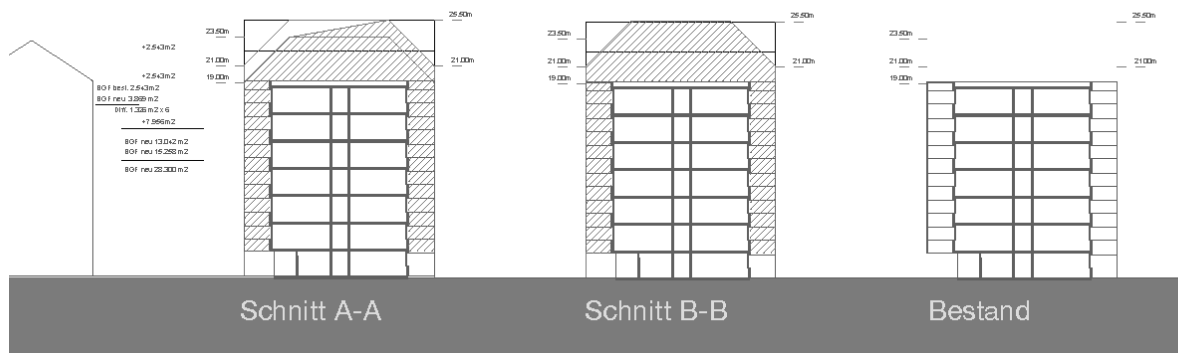 25.50m
23.50m
+2.543m2
21.00m
21.00m
+2.543m2
19.00m
BGF best. 2.543m2
BGF neu 3.869m2
Diff. 1.326m2 x 6
+7.956m2
BGF neu 13.042m2
BGF neu 15.258m2
BGF neu 28.300m2
25.50m
23.50m
21.00m
21.00m
19.00m
25.50m
23.50m
21.00m
21.00m
19.00m
Schnitt A-A
Schnitt B-B
Bestand